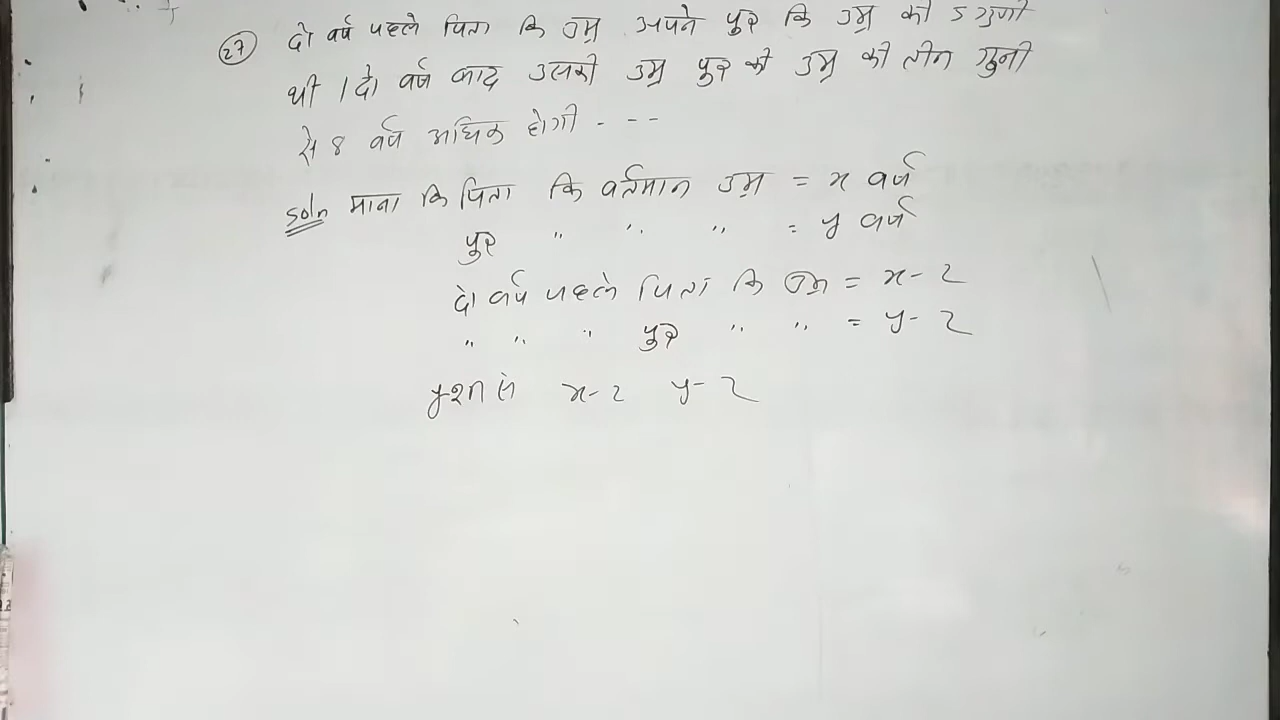 (27) दो वर्ष पहले पिता कि उम्र अपने पुत्र कि उम्र की 5 गुणी
थी । दो वर्ष बाद उसकी उम्र पुत्र की उम्र की तीन गुनी
से 8 वर्ष अधिक होगी - - -
Soln माना कि पिता कि वर्तमान उम्र = x वर्ष
पुत्र " " " = y वर्ष
दो वर्ष पहले पिता कि उम्र = x-2
" " " पुत्र " " = y-2
प्रश्न से x-2 y-2